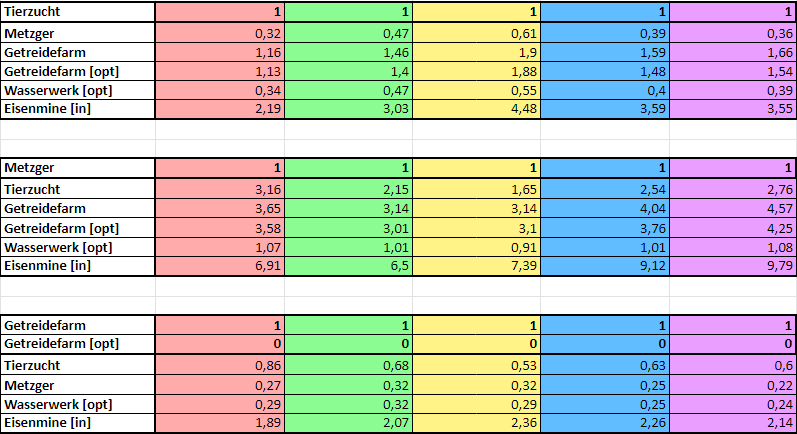 Tierzucht 1 1 1 1 1
Metzger 0,32 0,47 0,61 0,39 0,36
Getreidefarm 1,16 1,46 1,9 1,59 1,66
Getreidefarm [opt] 1,13 1,4 1,88 1,48 1,54
Wasserwerk [opt] 0,34 0,47 0,55 0,4 0,39
Eisenmine [in] 2,19 3,03 4,48 3,59 3,55
Metzger 1 1 1 1 1
Tierzucht 3,16 2,15 1,65 2,54 2,76
Getreidefarm 3,65 3,14 3,14 4,04 4,57
Getreidefarm [opt] 3,58 3,01 3,1 3,76 4,25
Wasserwerk [opt] 1,07 1,01 0,91 1,01 1,08
Eisenmine [in] 6,91 6,5 7,39 9,12 9,79
Getreidefarm 1 1 1 1 1
Getreidefarm [opt] 0 0 0 0 0
Tierzucht 0,86 0,68 0,53 0,63 0,6
Metzger 0,27 0,32 0,32 0,25 0,22
Wasserwerk [opt] 0,29 0,32 0,29 0,25 0,24
Eisenmine [in] 1,89 2,07 2,36 2,26 2,14